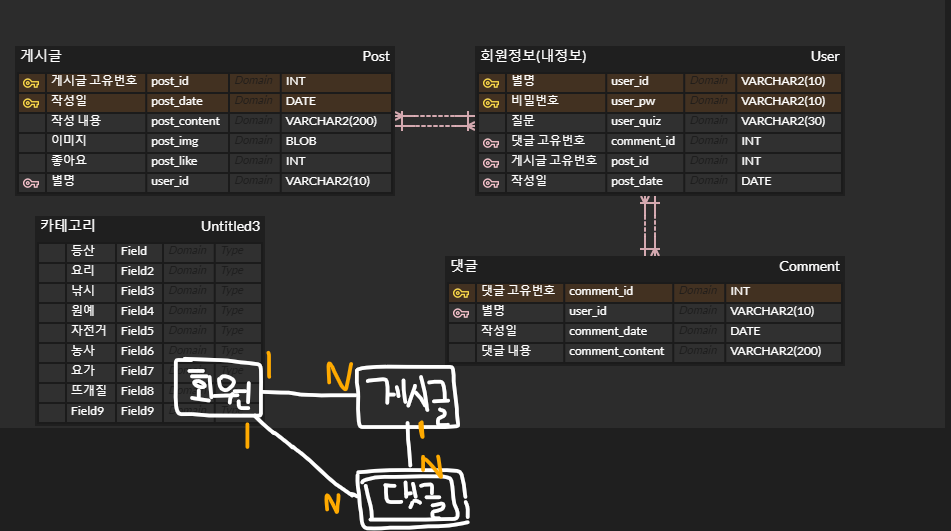 게시글 Post
게시글 고유번호 post_id Domain INT
작성일 post_date Domain DATE
작성 내용 post_content Domain VARCHAR2(200)
이미지 post_img Domain BLOB
좋아요 post_like Domain INT
별명 user_id Domain VARCHAR2(10)
회원정보(내정보) User
별명 user_id Domain VARCHAR2(10)
비밀번호 user_pw Domain VARCHAR2(10)
질문 user_quiz Domain VARCHAR2(30)
댓글 고유번호 comment_id Domain INT
게시글 고유번호 post_id Domain INT
작성일 post_date Domain DATE
카테고리 Untitled3
등산 Field Domain Type
요리 Field2 Domain Type
낚시 Field3 Domain Type
원예 Field4 Domain Type
자전거 Field5 Domain Type
농사 Field6 Domain Type
요가 Field7
뜨개질 Field8
Field9 Field9 Domain Type
댓글 Comment
댓글 고유번호 comment_id Domain INT
별명 user_id Domain VARCHAR2(10)
작성일 comment_date Domain DATE
댓글 내용 comment_content Domain VARCHAR2(200)
회원 1 N 게시글
1 1
N N
댓글